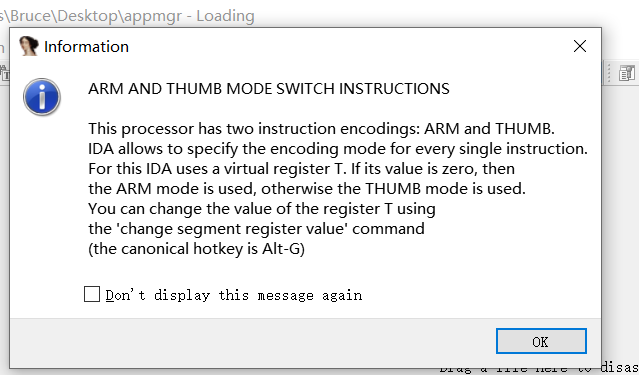 s\Bruce\Desktop\appmgr - Loading
Information
ARM AND THUMB MODE SWITCH INSTRUCTIONS
This processor has two instruction encodings: ARM and THUMB.
IDA allows to specify the encoding mode for every single instruction.
For this IDA uses a virtual register T. If its value is zero, then
the ARM mode is used, otherwise the THUMB mode is used.
You can change the value of the register T using
the 'change segment register value' command
(the canonical hotkey is Alt-G)
Don't display this message again
OK
Drag a file here to disas